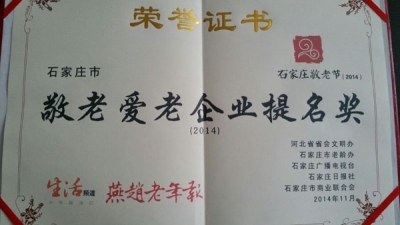 荣誉证书
石家庄市
石家庄敬老节(2014)
敬老爱老企业提名奖
(2014)
河北省省会文明办
石家庄市老龄办
石家庄广播电视台
石家庄日报社
石家庄市商业联合会
2014年11月
生活频道
燕赵老年报